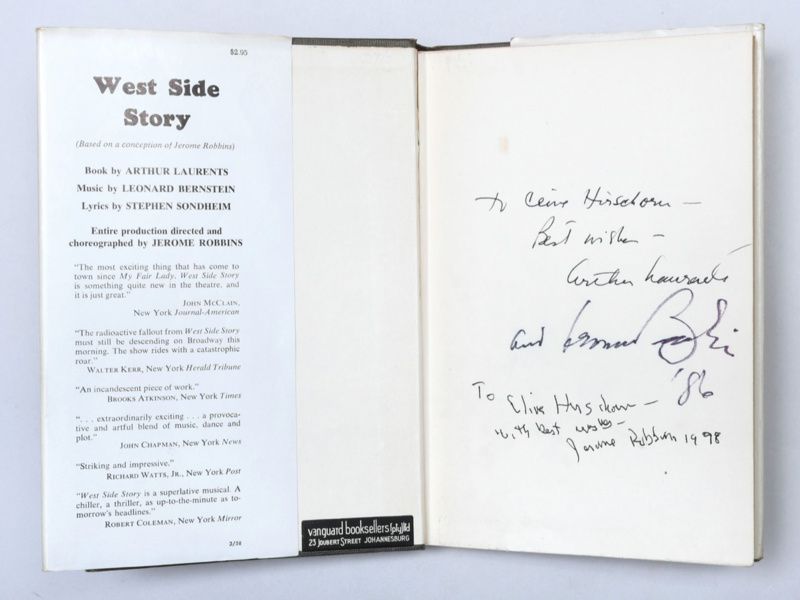 $2.95
West Side
Story
(Based on a conception of Jerome Robbins)
Book by ARTHUR LAURENTS
Music by LEONARD BERNSTEIN
Lyrics by STEPHEN SONDHEIM
Entire production directed and
choreographed by JEROME ROBBINS
"The most exciting thing that has come to
town since My Fair Lady. West Side Story
is something quite new in the theatre, and
it is just great."
JOHN MCCLAIN,
New York Journal-American
"The radioactive fallout from West Side Story
must still be descending on Broadway this
morning. The show rides with a catastrophic
roar."
WALTER KERR, New York Herald Tribune
"An incandescent piece of work."
BROOKS ATKINSON, New York Times
". . . extraordinarily exciting . . . a provoca-
tive and artful blend of music, dance and
plot."
JOHN CHAPMAN, New York News
"Striking and impressive."
RICHARD WATTS, JR., New York Post
"West Side Story is a superlative musical. A
chiller, a thriller, as up-to-the-minute as to-
morrow's headlines."
ROBERT COLEMAN, New York Mirror
2/58
vanguard booksellers (pty) ltd
23 JOUBERT STREET JOHANNESBURG
To Clive Hirschorn —
Best wishes —
Arthur Laurents
and
'86
To Clive Hirschorn —
with best wishes —
Jerome Robbins 1998